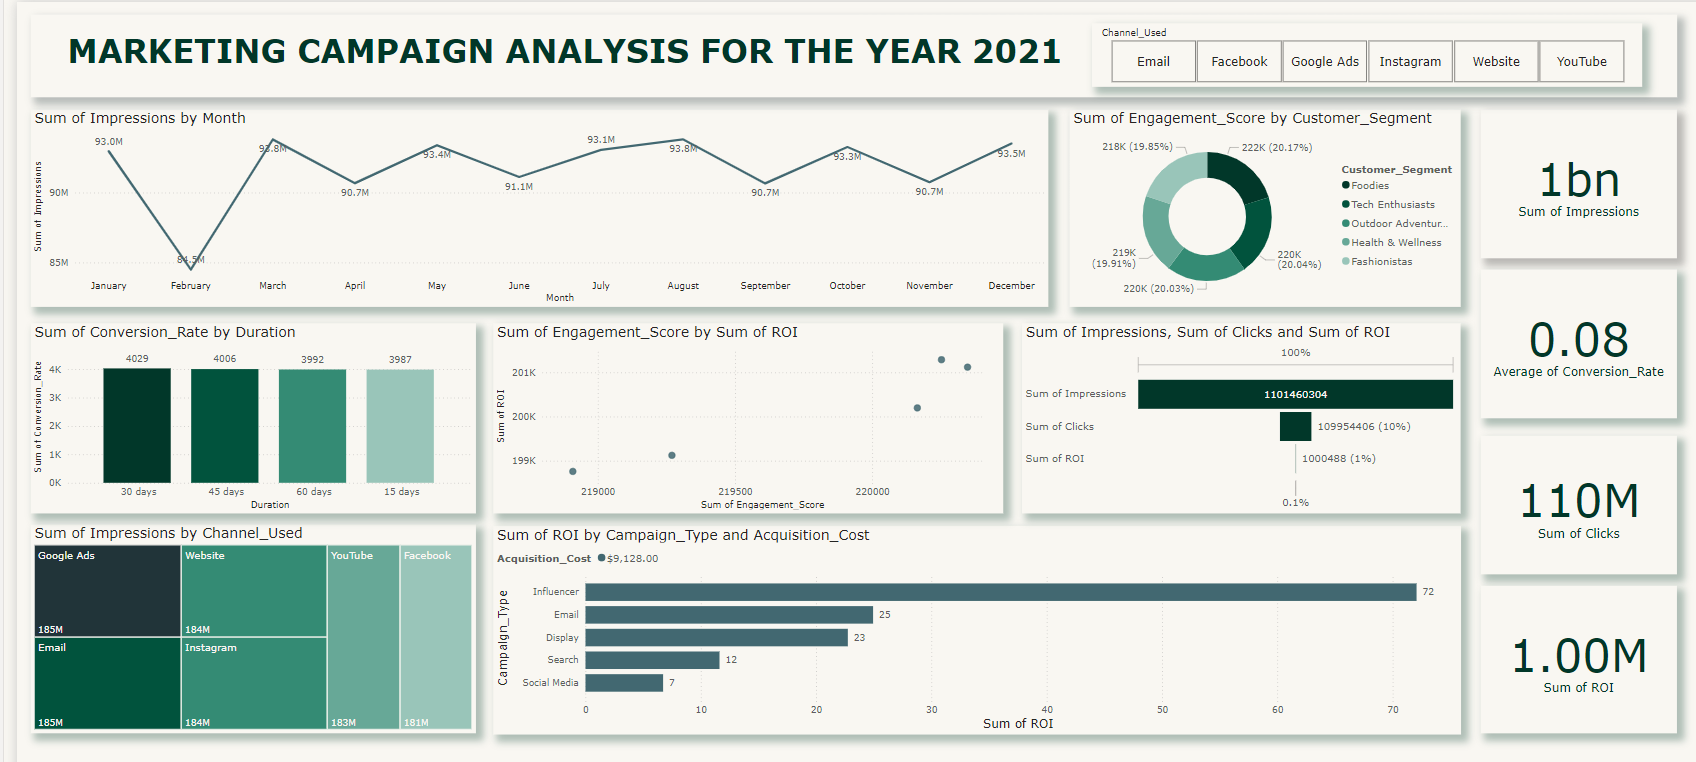 MARKETING CAMPAIGN ANALYSIS FOR THE YEAR 2021
Channel_Used
Email
Facebook
Google Ads
Instagram
Website
YouTube
Sum of Impressions by Month
Sum of Impressions
90M
85M
93.0M
84.5M
93.8M
90.7M
93.4M
91.1M
93.1M
93.8M
90.7M
93.3M
90.7M
93.5M
January
February
March
April
May
June
July
August
September
October
November
December
Month
Sum of Engagement_Score by Customer_Segment
218K (19.85%)
222K (20.17%)
219K
(19.91%)
220K
(20.04%)
220K (20.03%)
Customer_Segment
Foodies
Tech Enthusiasts
Outdoor Adventur...
Health & Wellness
Fashionistas
1bn
Sum of Impressions
Sum of Conversion_Rate by Duration
Sum of Conversion_Rate
4K
3K
2K
1K
0K
4029
4006
3992
3987
30 days
45 days
60 days
15 days
Duration
Sum of Engagement_Score by Sum of ROI
Sum of ROI
201K
200K
199K
219000
219500
220000
Sum of Engagement_Score
Sum of Impressions, Sum of Clicks and Sum of ROI
100%
Sum of Impressions
1101460304
Sum of Clicks
109954406 (10%)
Sum of ROI
1000488 (1%)
0.1%
0.08
Average of Conversion_Rate
110M
Sum of Clicks
Sum of Impressions by Channel_Used
Google Ads
185M
Website
184M
YouTube
183M
Facebook
181M
Email
185M
Instagram
184M
Sum of ROI by Campaign_Type and Acquisition_Cost
Acquisition_Cost
$9,128.00
Campaign_Type
Influencer
72
Email
25
Display
23
Search
12
Social Media
7
0
10
20
30
40
50
60
70
Sum of ROI
1.00M
Sum of ROI